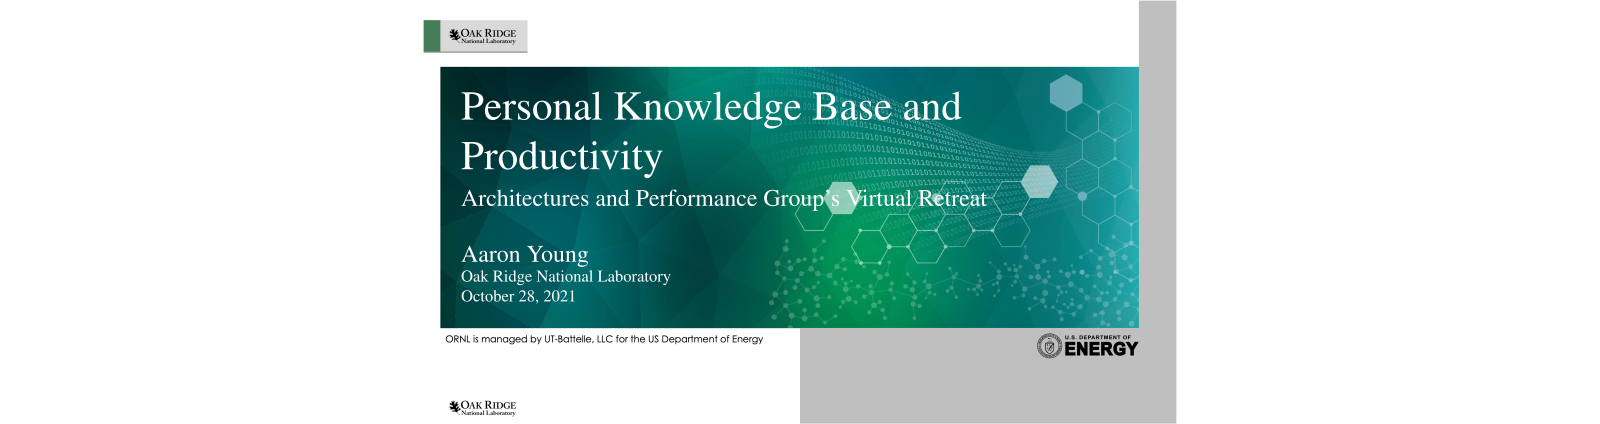 OAK RIDGE
National Laboratory
Personal Knowledge Base and
Productivity
Architectures and Performance Group's Virtual Retreat
Aaron Young
Oak Ridge National Laboratory
October 28, 2021
ORNL is managed by UT-Battelle, LLC for the US Department of Energy
U.S. DEPARTMENT OF
ENERGY
OAK RIDGE
National Laboratory